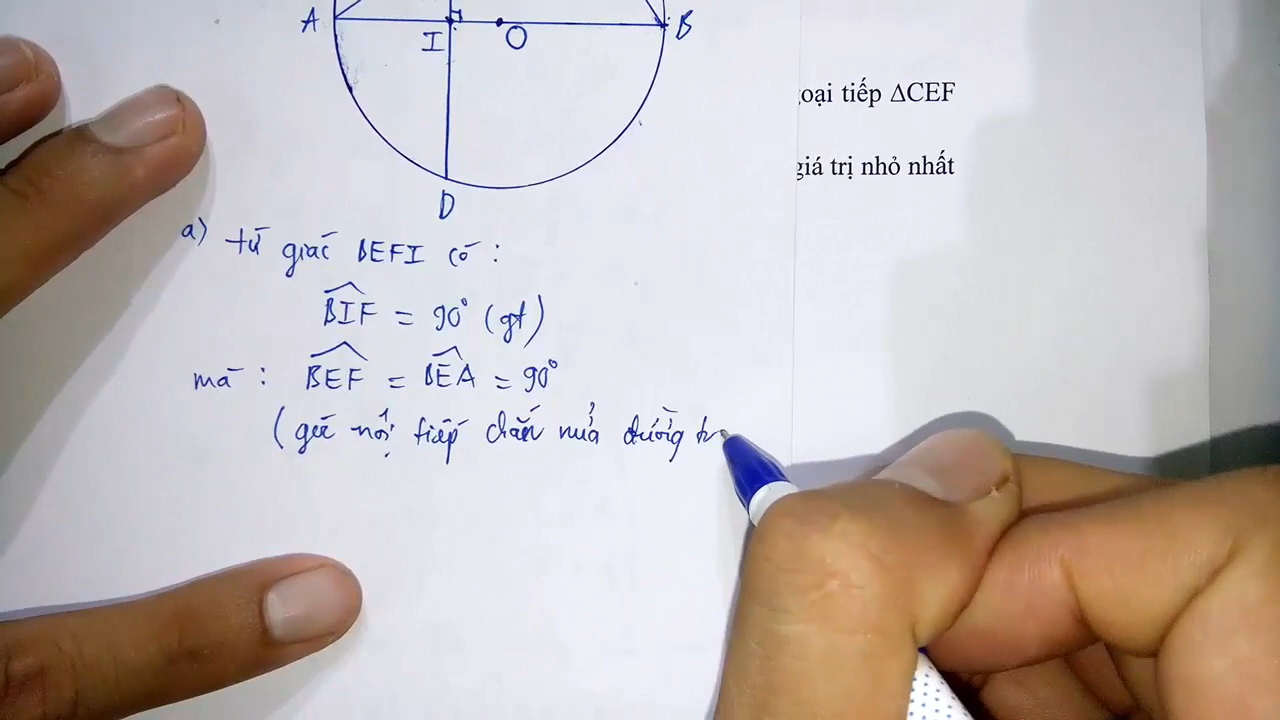 A
B
I
O
D
oại tiếp ΔCEF
giá trị nhỏ nhất
a) tứ giác BEFI có :
BIF = 90° (gt)
mà : BEF = BEA = 90°
(góc nội tiếp chắn nửa đường tr